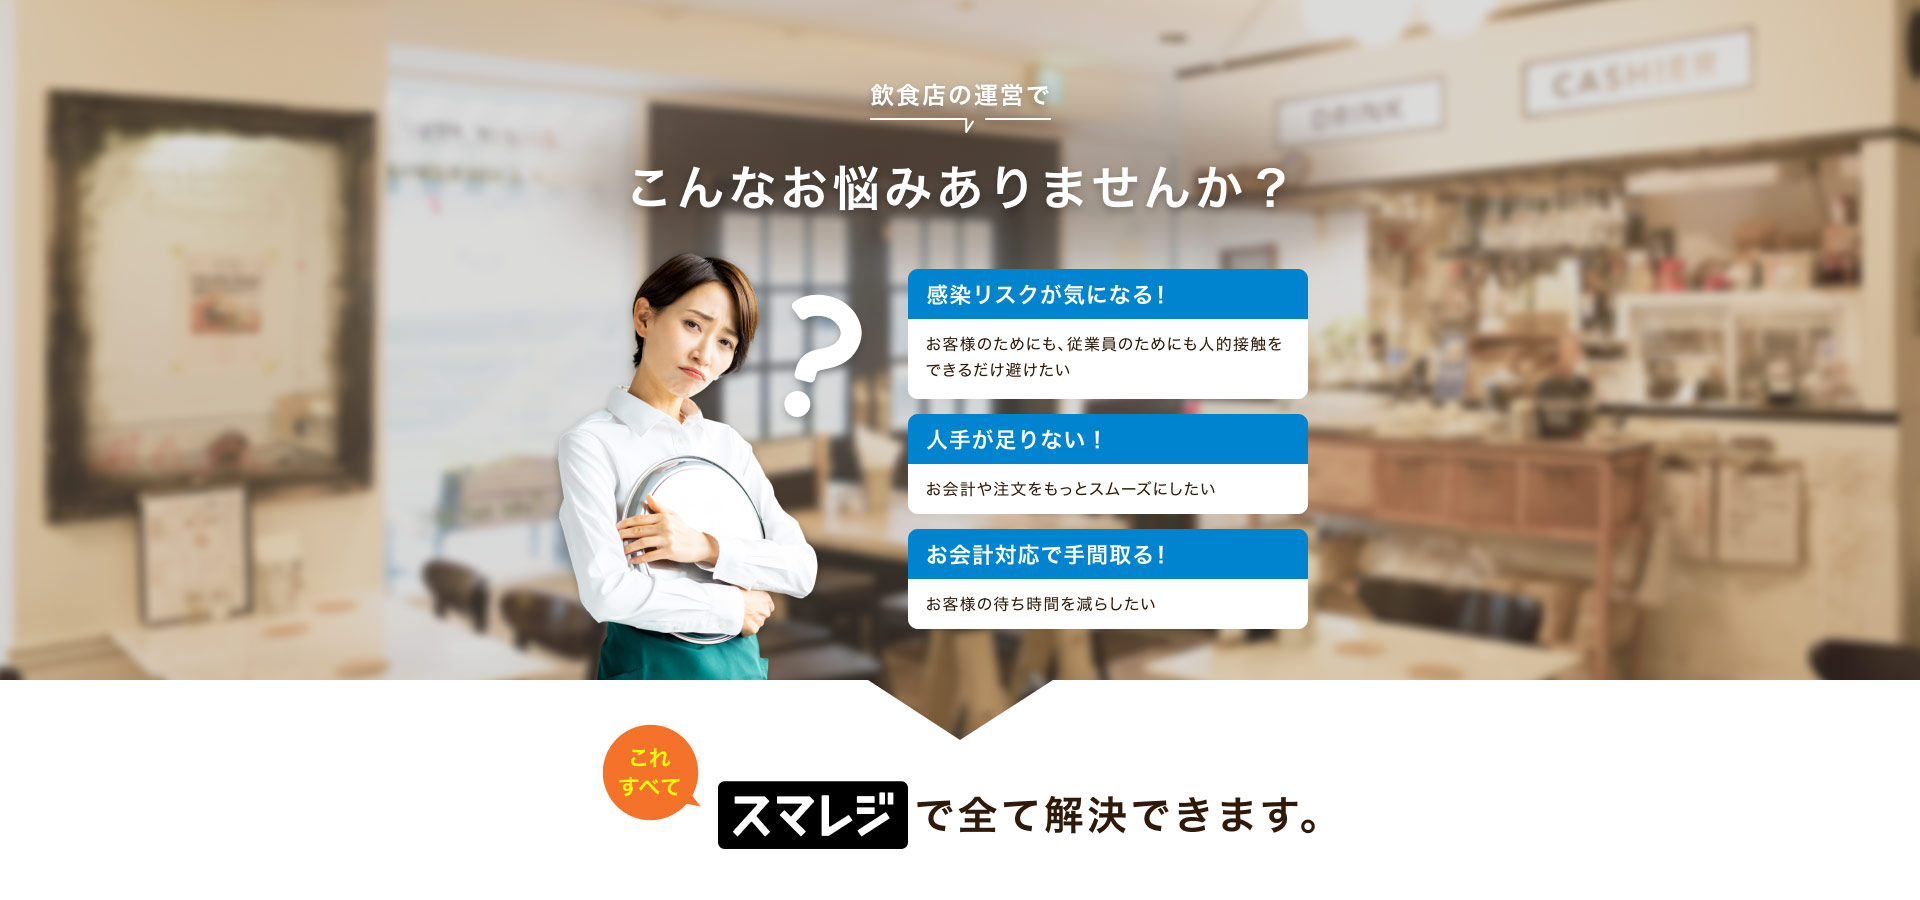 飲食店の運営で
こんなお悩みありませんか？
DRINK
CASHIER
?
感染リスクが気になる！
お客様のためにも、従業員のためにも人的接触を
できるだけ避けたい
人手が足りない！
お会計や注文をもっとスムーズにしたい
お会計対応で手間取る！
お客様の待ち時間を減らしたい
これ
すべて
スマレジで全て解決できます。